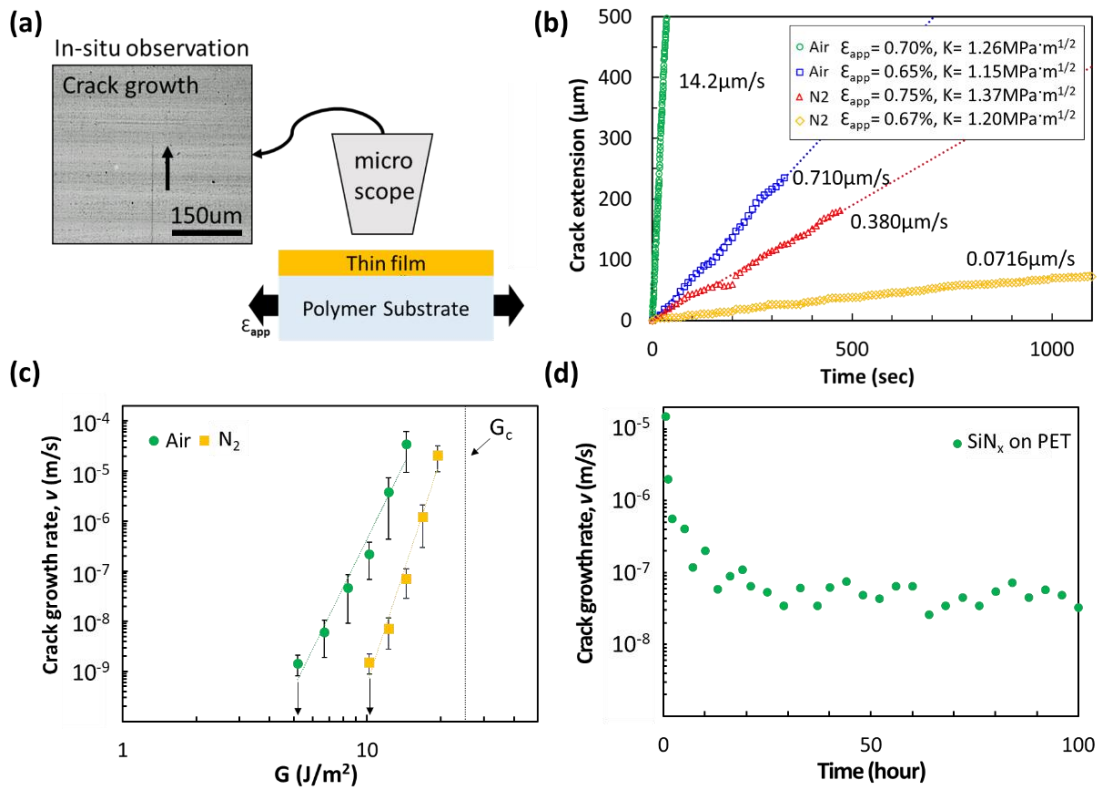 (a)
In-situ observation
Crack growth
150um
micro
scope
Thin film
Polymer Substrate
εapp
(b)
Crack extension (μm)
500
400
300
200
100
0
0
500
1000
Time (sec)
Air εapp= 0.70%, K= 1.26MPa·m1/2
Air εapp= 0.65%, K= 1.15MPa·m1/2
N2 εapp= 0.75%, K= 1.37MPa·m1/2
N2 εapp= 0.67%, K= 1.20MPa·m1/2
14.2μm/s
0.710μm/s
0.380μm/s
0.0716μm/s
(c)
Crack growth rate, v (m/s)
10-4
10-5
10-6
10-7
10-8
10-9
Air N2
Gc
1
10
G (J/m2)
(d)
Crack growth rate, v (m/s)
10-5
10-6
10-7
10-8
SiNx on PET
0
50
100
Time (hour)